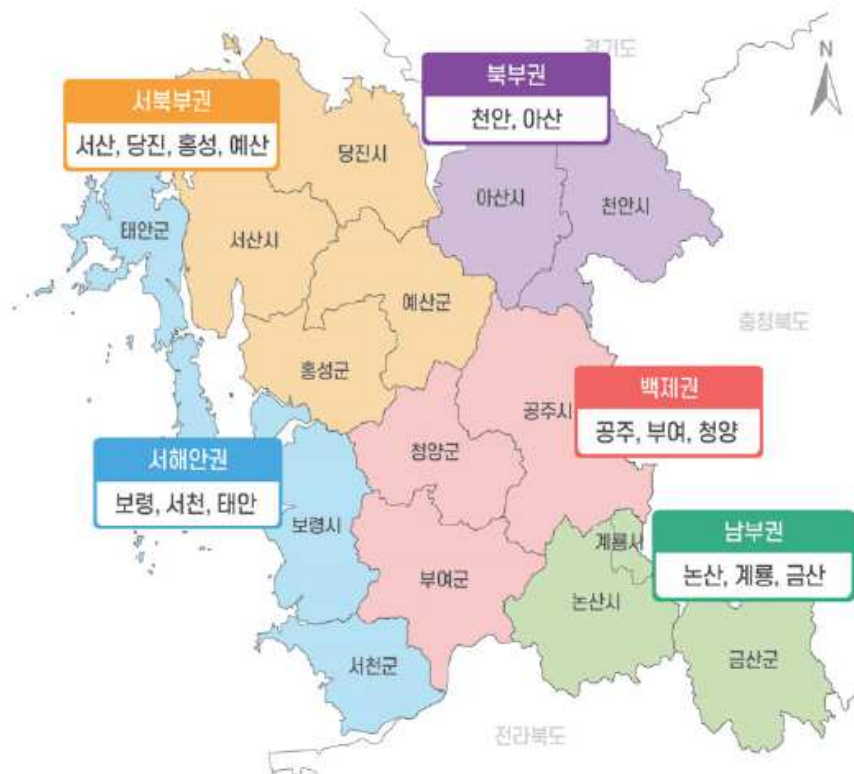 경기도
N
북부권
천안, 아산
서북부권
서산, 당진, 홍성, 예산
당진시
아산시
천안시
태안군
서산시
예산군
충청북도
홍성군
백제권
공주, 부여, 청양
공주시
청양군
서해안권
보령, 서천, 태안
보령시
남부권
논산, 계룡, 금산
계룡시
부여군
논산시
서천군
금산군
전라북도